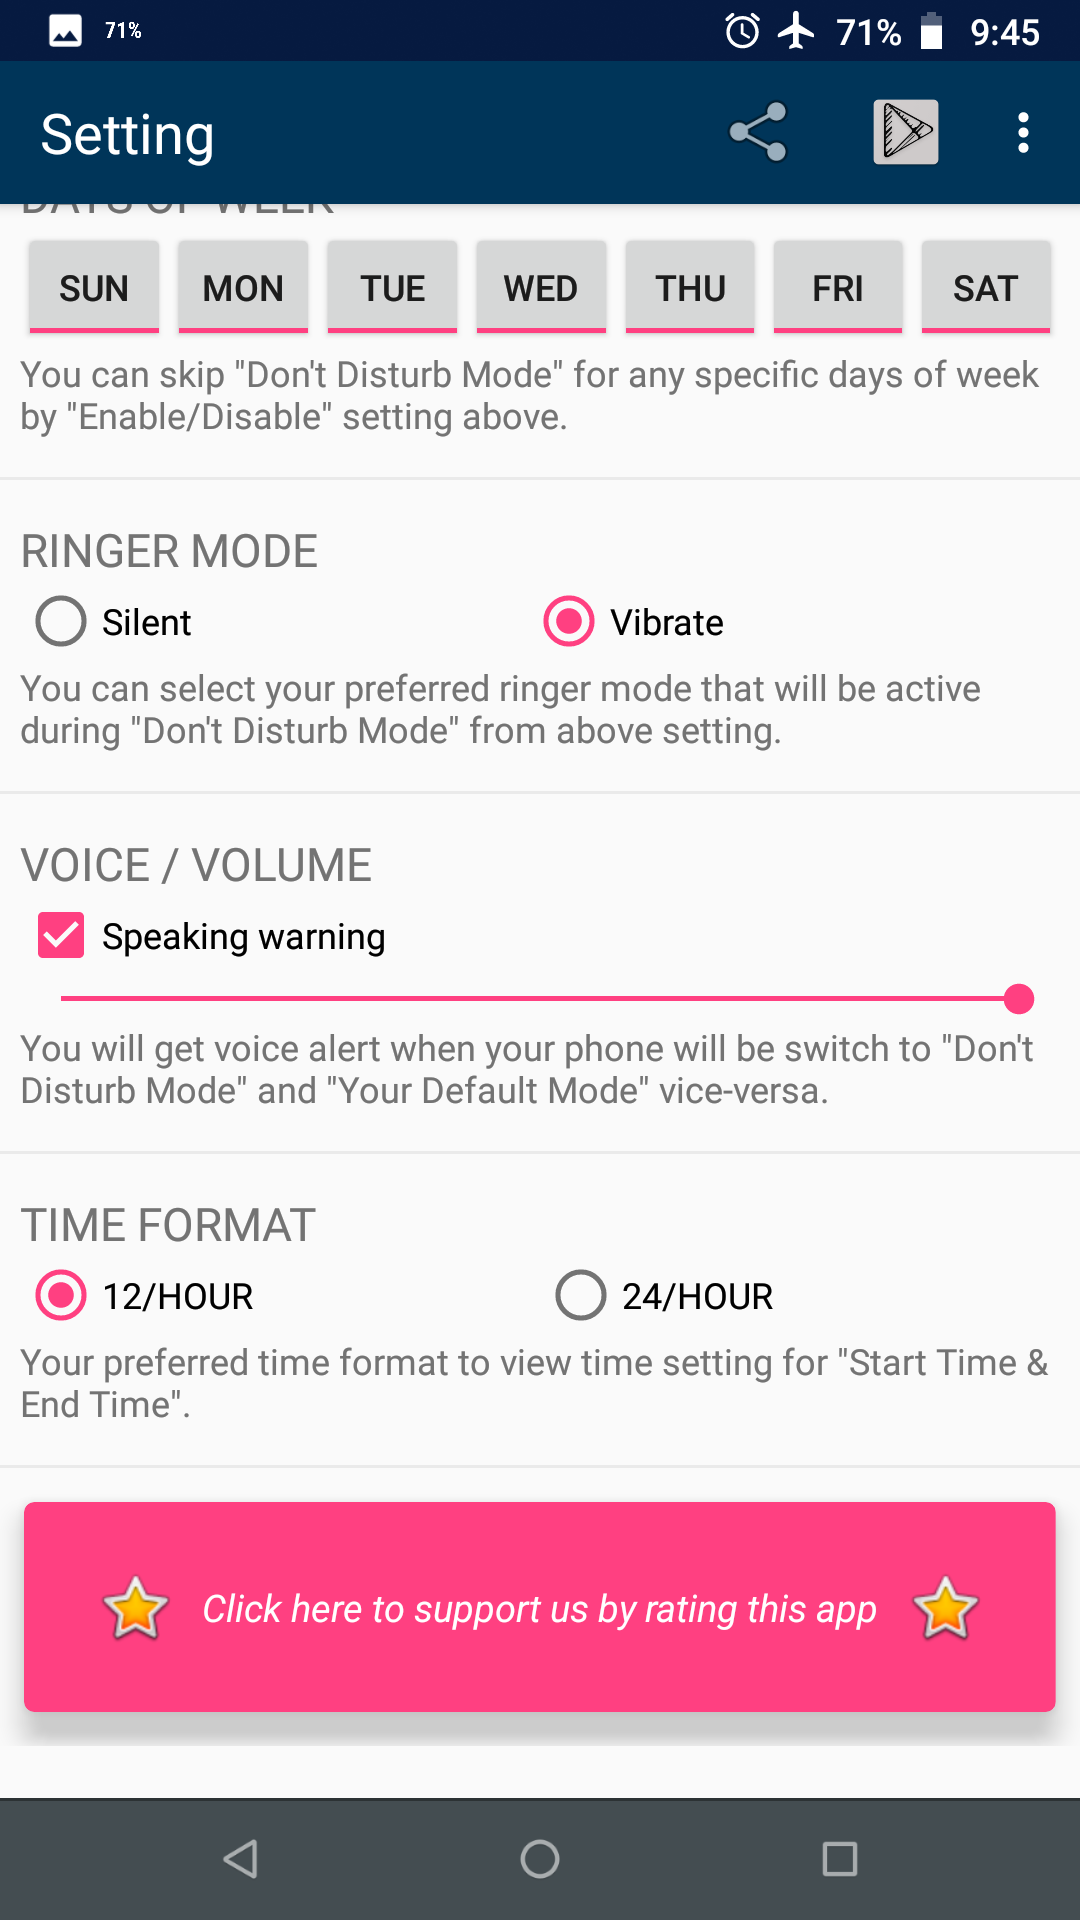 71%
71%
9:45
Setting
DAYS OF WEEK
SUN MON TUE WED THU FRI SAT
You can skip "Don't Disturb Mode" for any specific days of week
by "Enable/Disable" setting above.
RINGER MODE
Silent
Vibrate
You can select your preferred ringer mode that will be active
during "Don't Disturb Mode" from above setting.
VOICE / VOLUME
Speaking warning
You will get voice alert when your phone will be switch to "Don't
Disturb Mode" and "Your Default Mode" vice-versa.
TIME FORMAT
12/HOUR
24/HOUR
Your preferred time format to view time setting for "Start Time &
End Time".
Click here to support us by rating this app